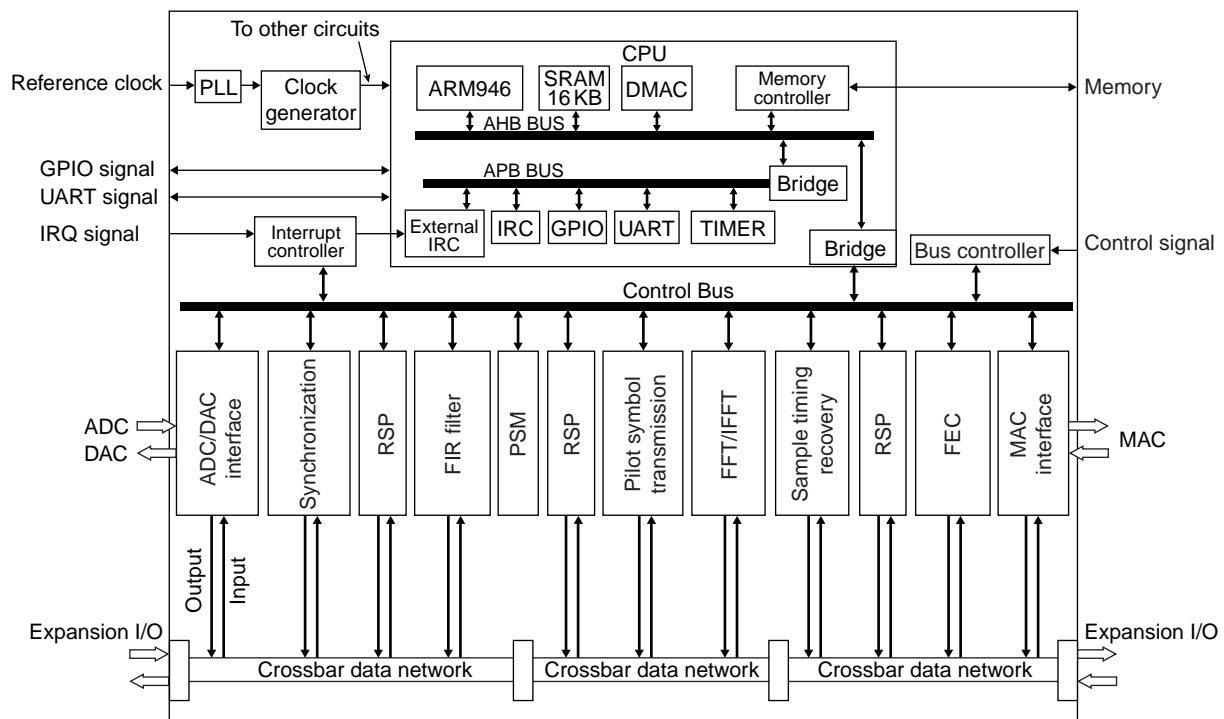 To other circuits
CPU
Reference clock
PLL
Clock
generator
ARM946
SRAM
16 KB
DMAC
Memory
controller
Memory
AHB BUS
GPIO signal
APB BUS
Bridge
UART signal
IRQ signal
Interrupt
controller
External
IRC
IRC
GPIO
UART
TIMER
Bridge
Bus controller
Control signal
Control Bus
ADC
DAC
ADC/DAC
interface
Synchronization
RSP
FIR filter
PSM
RSP
Pilot symbol
transmission
FFT/IFFT
Sample timing
recovery
RSP
FEC
MAC
interface
MAC
Output
Input
Expansion I/O
Expansion I/O
Crossbar data network
Crossbar data network
Crossbar data network